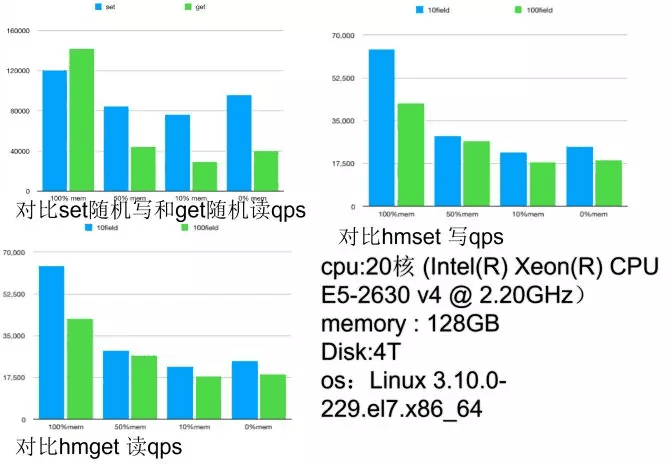 set
get
160000
120000
80000
40000
0
100% mem
50% mem
10% mem
0% mem
对比set随机写和get随机读qps
10field
100field
70,000
52,500
35,000
17,500
0
100%mem
50%mem
10%mem
0%mem
对比hmset 写qps
10field
100field
70,000
52,500
35,000
17,500
0
100%mem
50%mem
10%mem
0%mem
对比hmget 读qps
cpu:20核 (Intel(R) Xeon(R) CPU
E5-2630 v4 @ 2.20GHz）
memory : 128GB
Disk:4T
os：Linux 3.10.0-
229.el7.x86_64